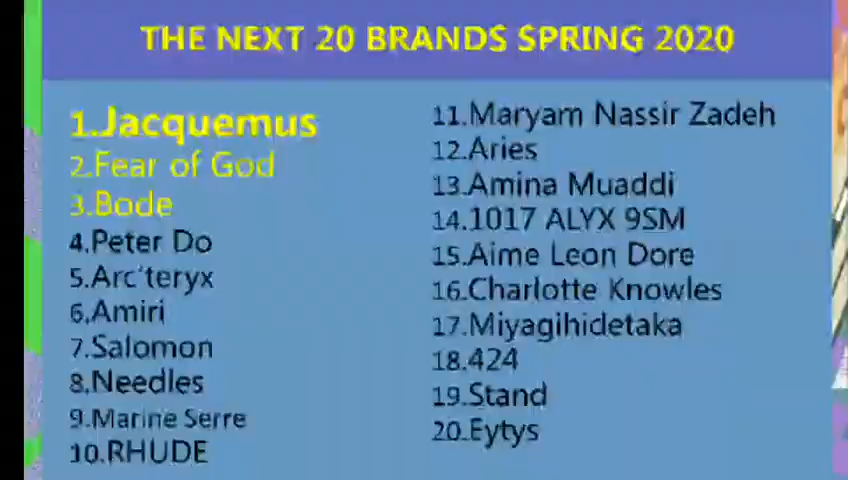 THE NEXT 20 BRANDS SPRING 2020
1.Jacquemus
2.Fear of God
3.Bode
4.Peter Do
5.Arc'teryx
6.Amiri
7.Salomon
8.Needles
9.Marine Serre
10.RHUDE
11.Maryam Nassir Zadeh
12.Aries
13.Amina Muaddi
14.1017 ALYX 9SM
15.Aime Leon Dore
16.Charlotte Knowles
17.Miyagihidetaka
18.424
19.Stand
20.Eytys